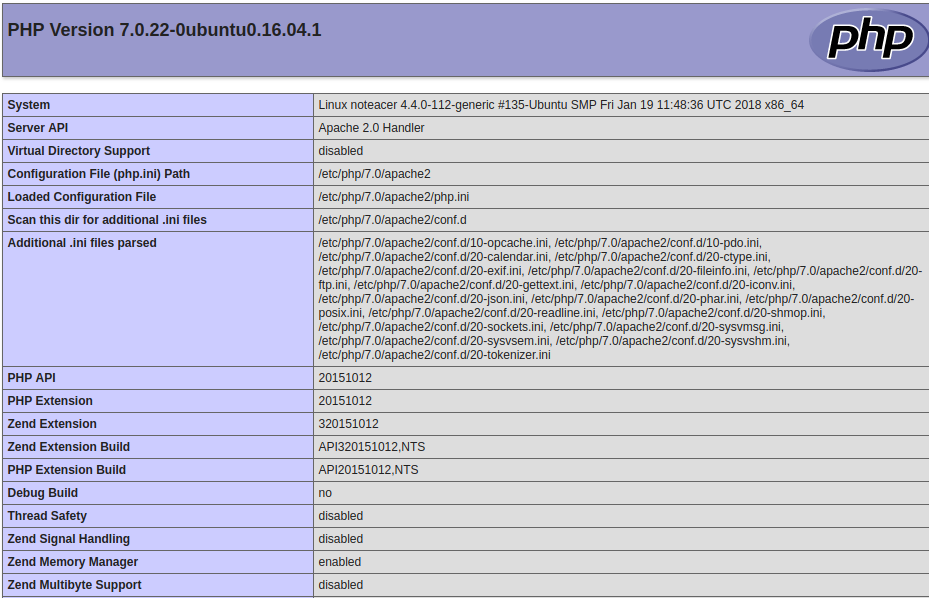 PHP Version 7.0.22-0ubuntu0.16.04.1
php
System Linux noteacer 4.4.0-112-generic #135-Ubuntu SMP Fri Jan 19 11:48:36 UTC 2018 x86_64
Server API Apache 2.0 Handler
Virtual Directory Support disabled
Configuration File (php.ini) Path /etc/php/7.0/apache2
Loaded Configuration File /etc/php/7.0/apache2/php.ini
Scan this dir for additional .ini files /etc/php/7.0/apache2/conf.d
Additional .ini files parsed /etc/php/7.0/apache2/conf.d/10-opcache.ini, /etc/php/7.0/apache2/conf.d/10-pdo.ini,
/etc/php/7.0/apache2/conf.d/20-calendar.ini, /etc/php/7.0/apache2/conf.d/20-ctype.ini,
/etc/php/7.0/apache2/conf.d/20-exif.ini, /etc/php/7.0/apache2/conf.d/20-fileinfo.ini, /etc/php/7.0/apache2/conf.d/20-
ftp.ini, /etc/php/7.0/apache2/conf.d/20-gettext.ini, /etc/php/7.0/apache2/conf.d/20-iconv.ini,
/etc/php/7.0/apache2/conf.d/20-json.ini, /etc/php/7.0/apache2/conf.d/20-phar.ini, /etc/php/7.0/apache2/conf.d/20-
posix.ini, /etc/php/7.0/apache2/conf.d/20-readline.ini, /etc/php/7.0/apache2/conf.d/20-shmop.ini,
/etc/php/7.0/apache2/conf.d/20-sockets.ini, /etc/php/7.0/apache2/conf.d/20-sysvmsg.ini,
/etc/php/7.0/apache2/conf.d/20-sysvsem.ini, /etc/php/7.0/apache2/conf.d/20-sysvshm.ini,
/etc/php/7.0/apache2/conf.d/20-tokenizer.ini
PHP API 20151012
PHP Extension 20151012
Zend Extension 320151012
Zend Extension Build API320151012,NTS
PHP Extension Build API20151012,NTS
Debug Build no
Thread Safety disabled
Zend Signal Handling disabled
Zend Memory Manager enabled
Zend Multibyte Support disabled